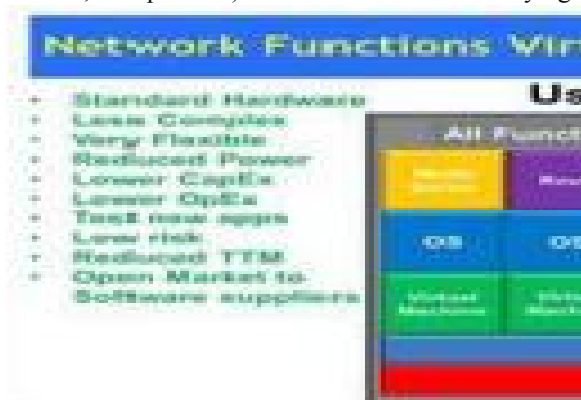 Network Functions Vir
Us
• Standard Hardware
• Less Complex
• Very Flexible
• Reduced Power
• Lower CapEx
• Lower OpEx
• Test new apps
• Low risk
• Reduced TTM
• Open Market to
Software suppliers
All Funct
OS
OS
Virtual
Machine